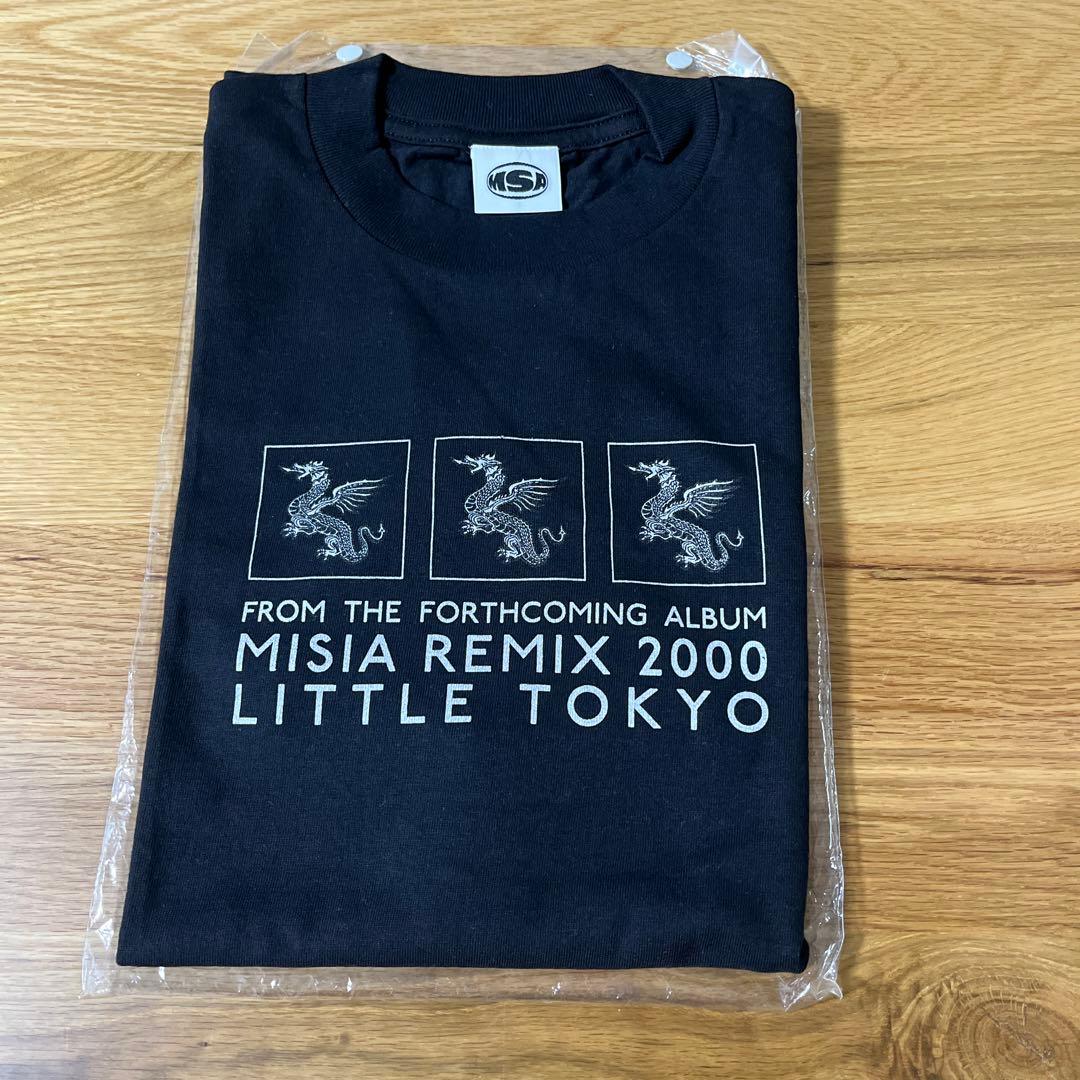 MSA
FROM THE FORTHCOMING ALBUM
MISIA REMIX 2000
LITTLE TOKYO